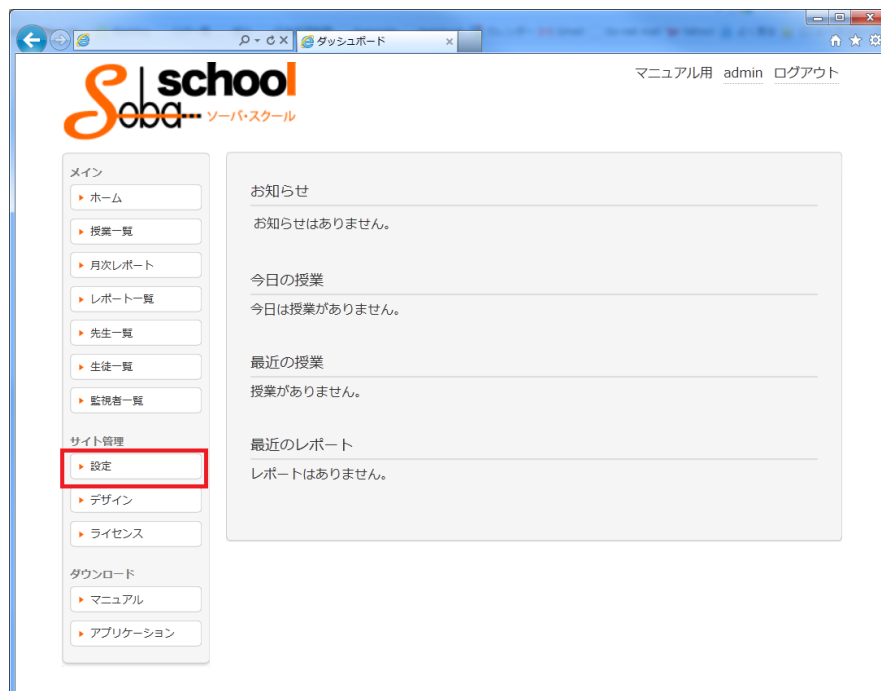 ダッシュボード
school
Soba
ソーバ・スクール
マニュアル用 admin ログアウト
メイン
ホーム
授業一覧
月次レポート
レポート一覧
先生一覧
生徒一覧
監視者一覧
サイト管理
設定
デザイン
ライセンス
ダウンロード
マニュアル
アプリケーション
お知らせ
お知らせはありません。
今日の授業
今日は授業がありません。
最近の授業
授業がありません。
最近のレポート
レポートはありません。